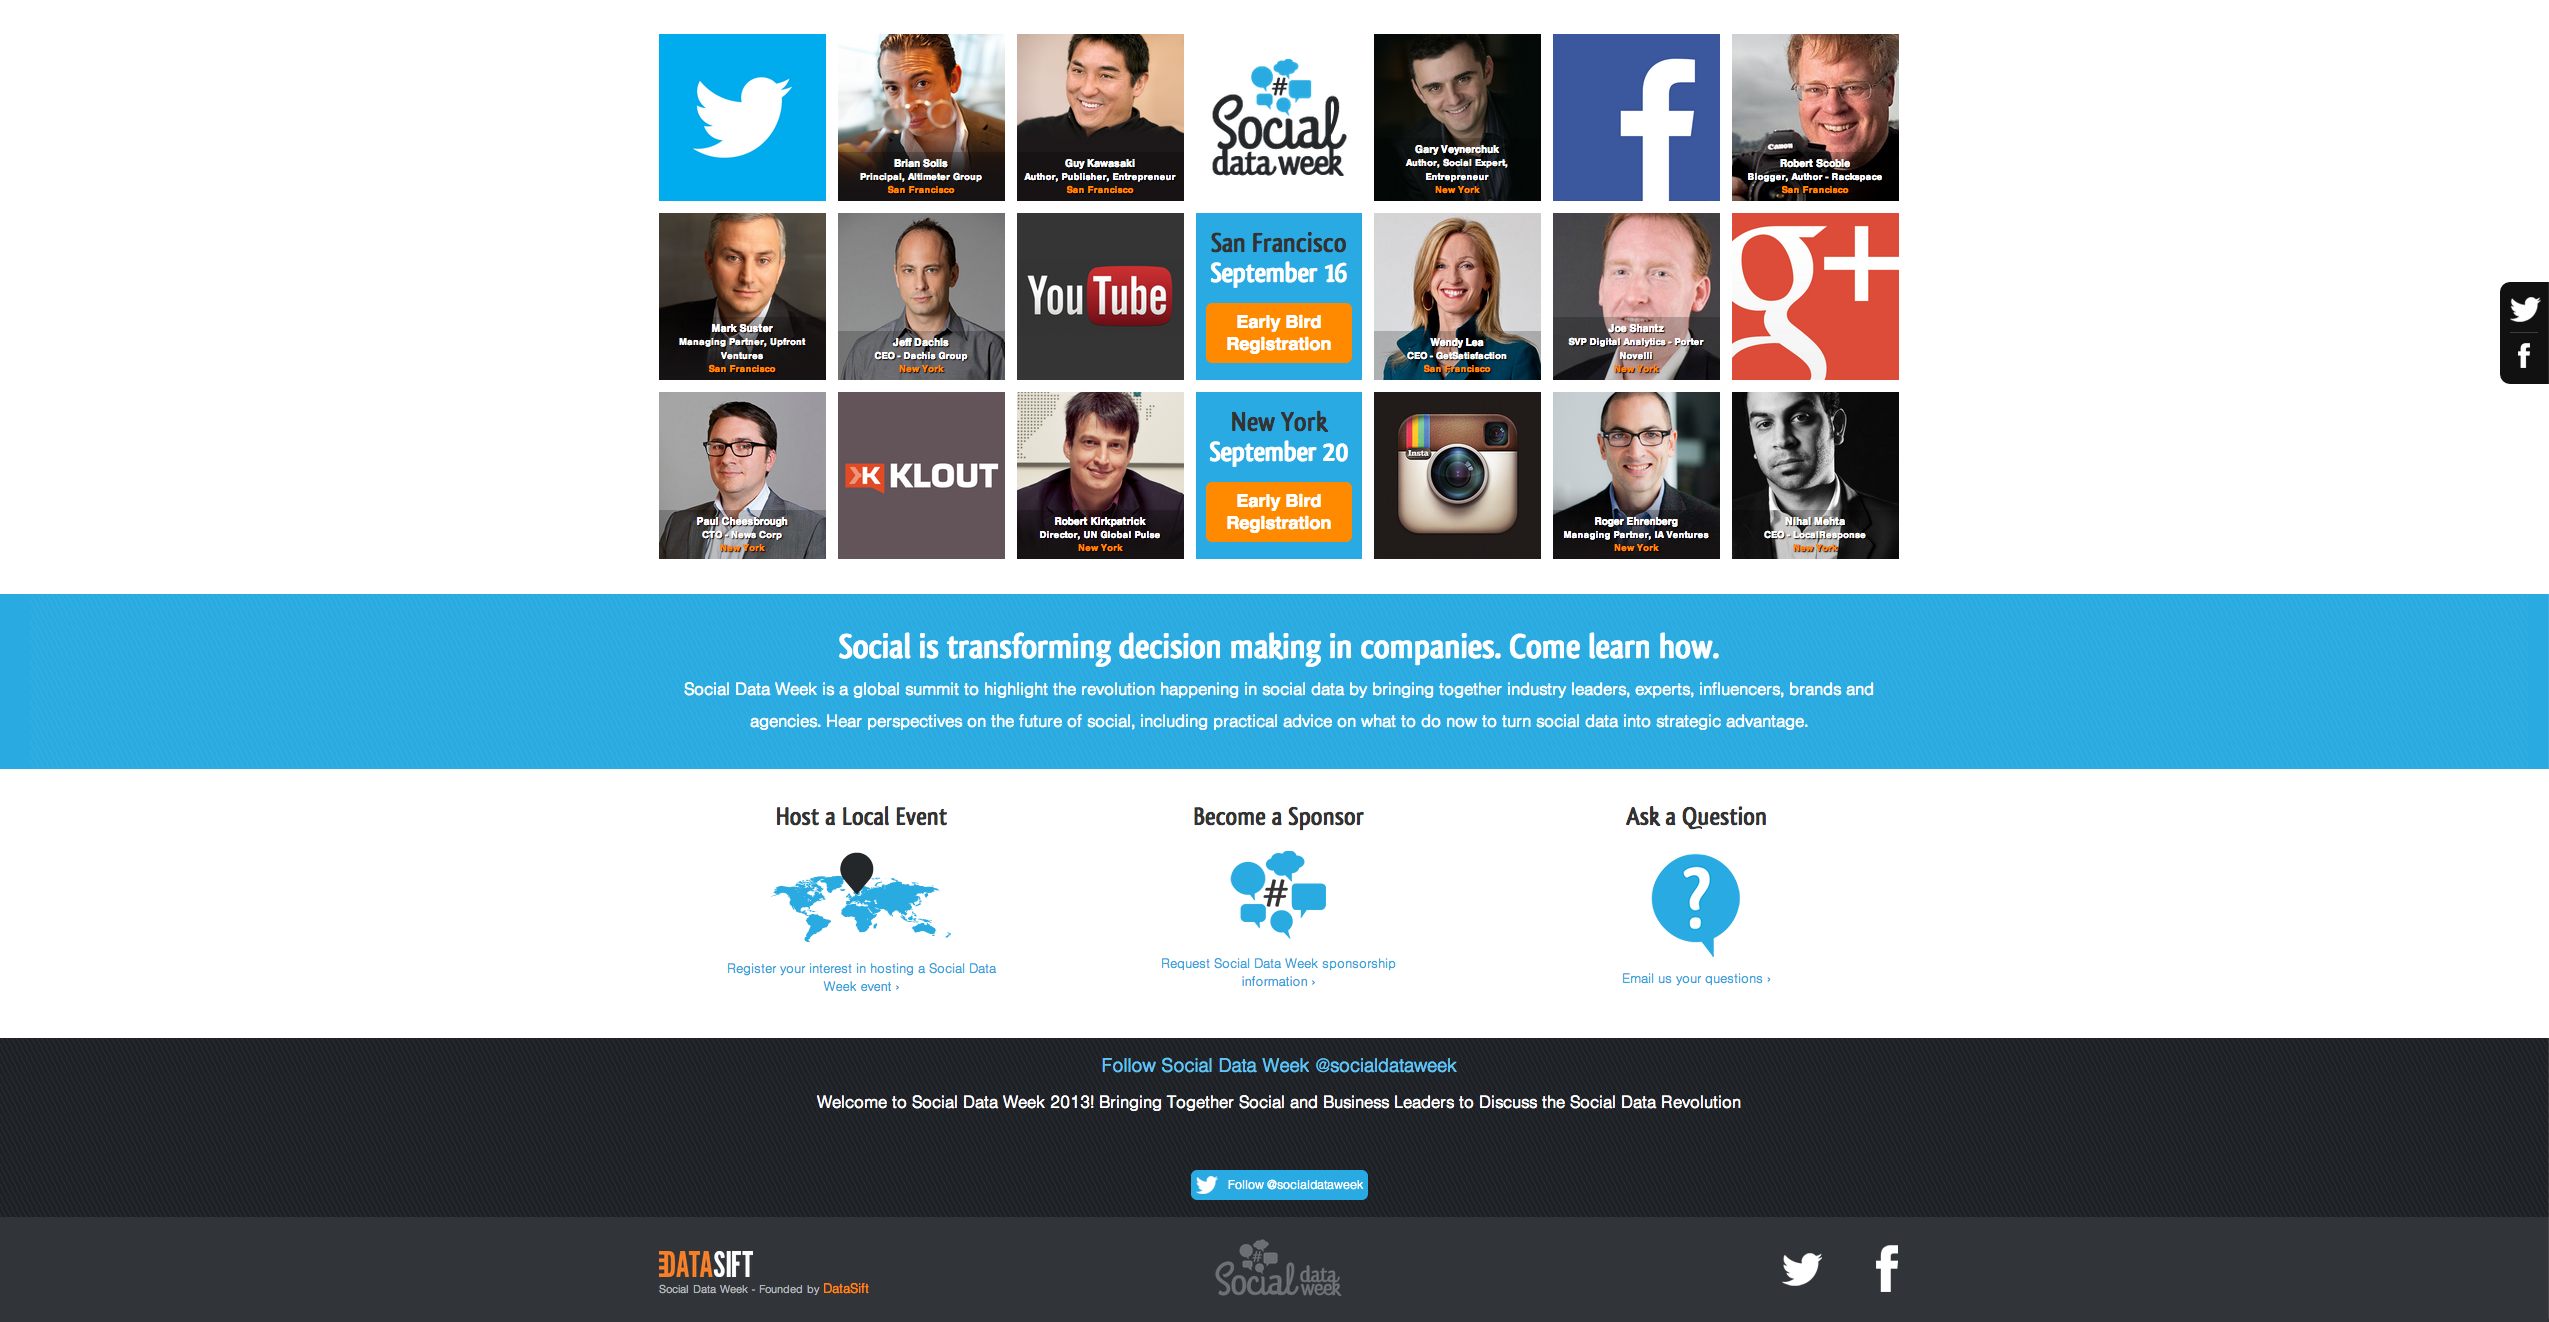 Brian Solis
Principal, Altimeter Group
San Francisco
Guy Kawasaki
Author, Publisher, Entrepreneur
San Francisco
#
Social
data week
Gary Veynerchuk
Author, Social Expert,
Entrepreneur
New York
f
Canon
Robert Scoble
Blogger, Author - Rackspace
San Francisco
Mark Suster
Managing Partner, Upfront
Ventures
San Francisco
Jeff Dachis
CEO - Dachis Group
New York
YouTube
San Francisco
September 16
Early Bird
Registration
Wendy Lea
CEO - GetSatisfaction
San Francisco
Joe Shantz
SVP Digital Analytics - Porter
Novelli
New York
g+
Paul Cheesbrough
CTO - News Corp
New York
K KLOUT
Robert Kirkpatrick
Director, UN Global Pulse
New York
New York
September 20
Early Bird
Registration
Insta
Roger Ehrenberg
Managing Partner, IA Ventures
New York
Nihal Mehta
CEO - LocalResponse
New York
f
Social is transforming decision making in companies. Come learn how.
Social Data Week is a global summit to highlight the revolution happening in social data by bringing together industry leaders, experts, influencers, brands and
agencies. Hear perspectives on the future of social, including practical advice on what to do now to turn social data into strategic advantage.
Host a Local Event
Register your interest in hosting a Social Data
Week event ›
Become a Sponsor
#
Request Social Data Week sponsorship
information ›
Ask a Question
?
Email us your questions ›
Follow Social Data Week @socialdataweek
Welcome to Social Data Week 2013! Bringing Together Social and Business Leaders to Discuss the Social Data Revolution
Follow @socialdataweek
DATASIFT
Social Data Week - Founded by DataSift
#
Social data week
f